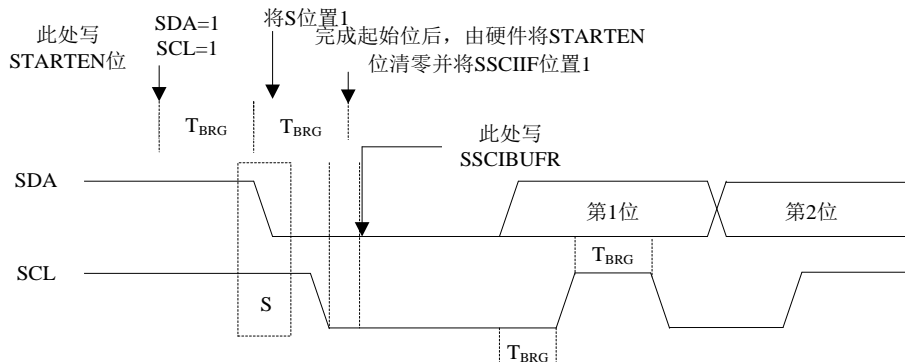 此处写
STARTEN位
SDA=1
SCL=1
将S位置1
完成起始位后，由硬件将STARTEN
位清零并将SSCIIF位置1
TBRG
TBRG
此处写
SSCIBUFR
SDA
第1位
第2位
TBRG
SCL
S
TBRG